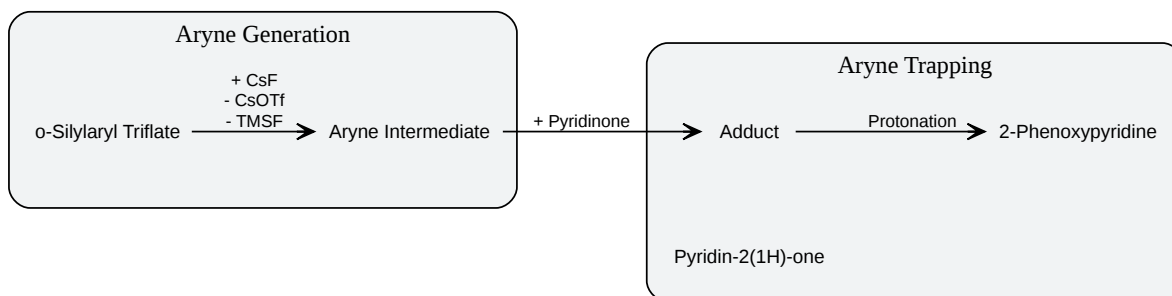 Aryne Generation
+ CsF
- CsOTf
- TMSF
o-Silylaryl Triflate
Aryne Intermediate
+ Pyridinone
Aryne Trapping
Adduct
Protonation
2-Phenoxypyridine
Pyridin-2(1H)-one